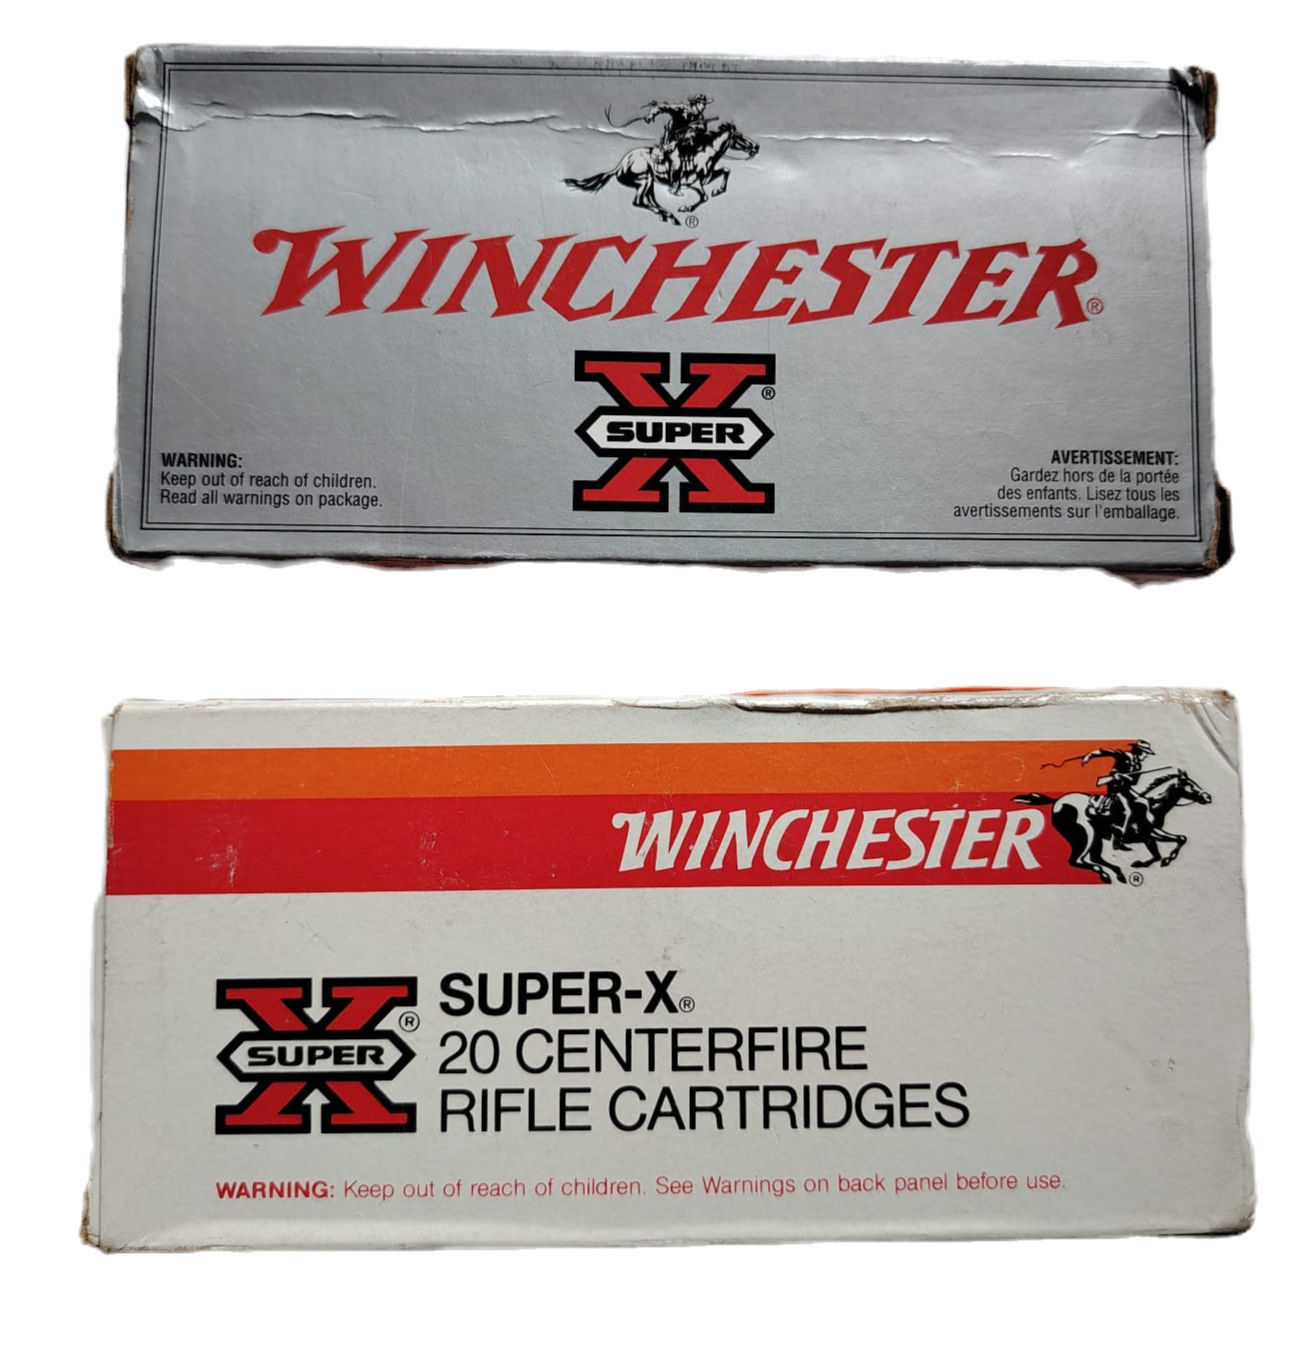 ®
WINCHESTER®
X®
SUPER
WARNING:
Keep out of reach of children.
Read all warnings on package.
AVERTISSEMENT:
Gardez hors de la portée
des enfants. Lisez tous les
avertissements sur l'emballage.
WINCHESTER
®
X®
SUPER
SUPER-X®
20 CENTERFIRE
RIFLE CARTRIDGES
WARNING: Keep out of reach of children. See Warnings on back panel before use.